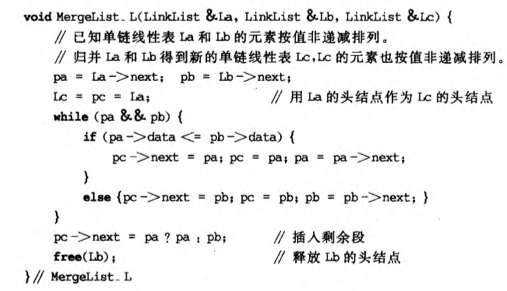 void MergeList_L(LinkList &La, LinkList &Lb, LinkList &Lc) {
// 已知单链线性表 La 和 Lb 的元素按值非递减排列。
// 归并 La 和 Lb 得到新的单链线性表 Lc,Lc 的元素也按值非递减排列。
pa = La->next; pb = Lb->next;
Lc = pc = La; // 用 La 的头结点作为 Lc 的头结点
while (pa && pb) {
if (pa->data <= pb->data) {
pc->next = pa; pc = pa; pa = pa->next;
}
else {pc->next = pb; pc = pb; pb = pb->next; }
}
pc->next = pa ? pa : pb; // 插入剩余段
free(Lb); // 释放 Lb 的头结点
}// MergeList_L